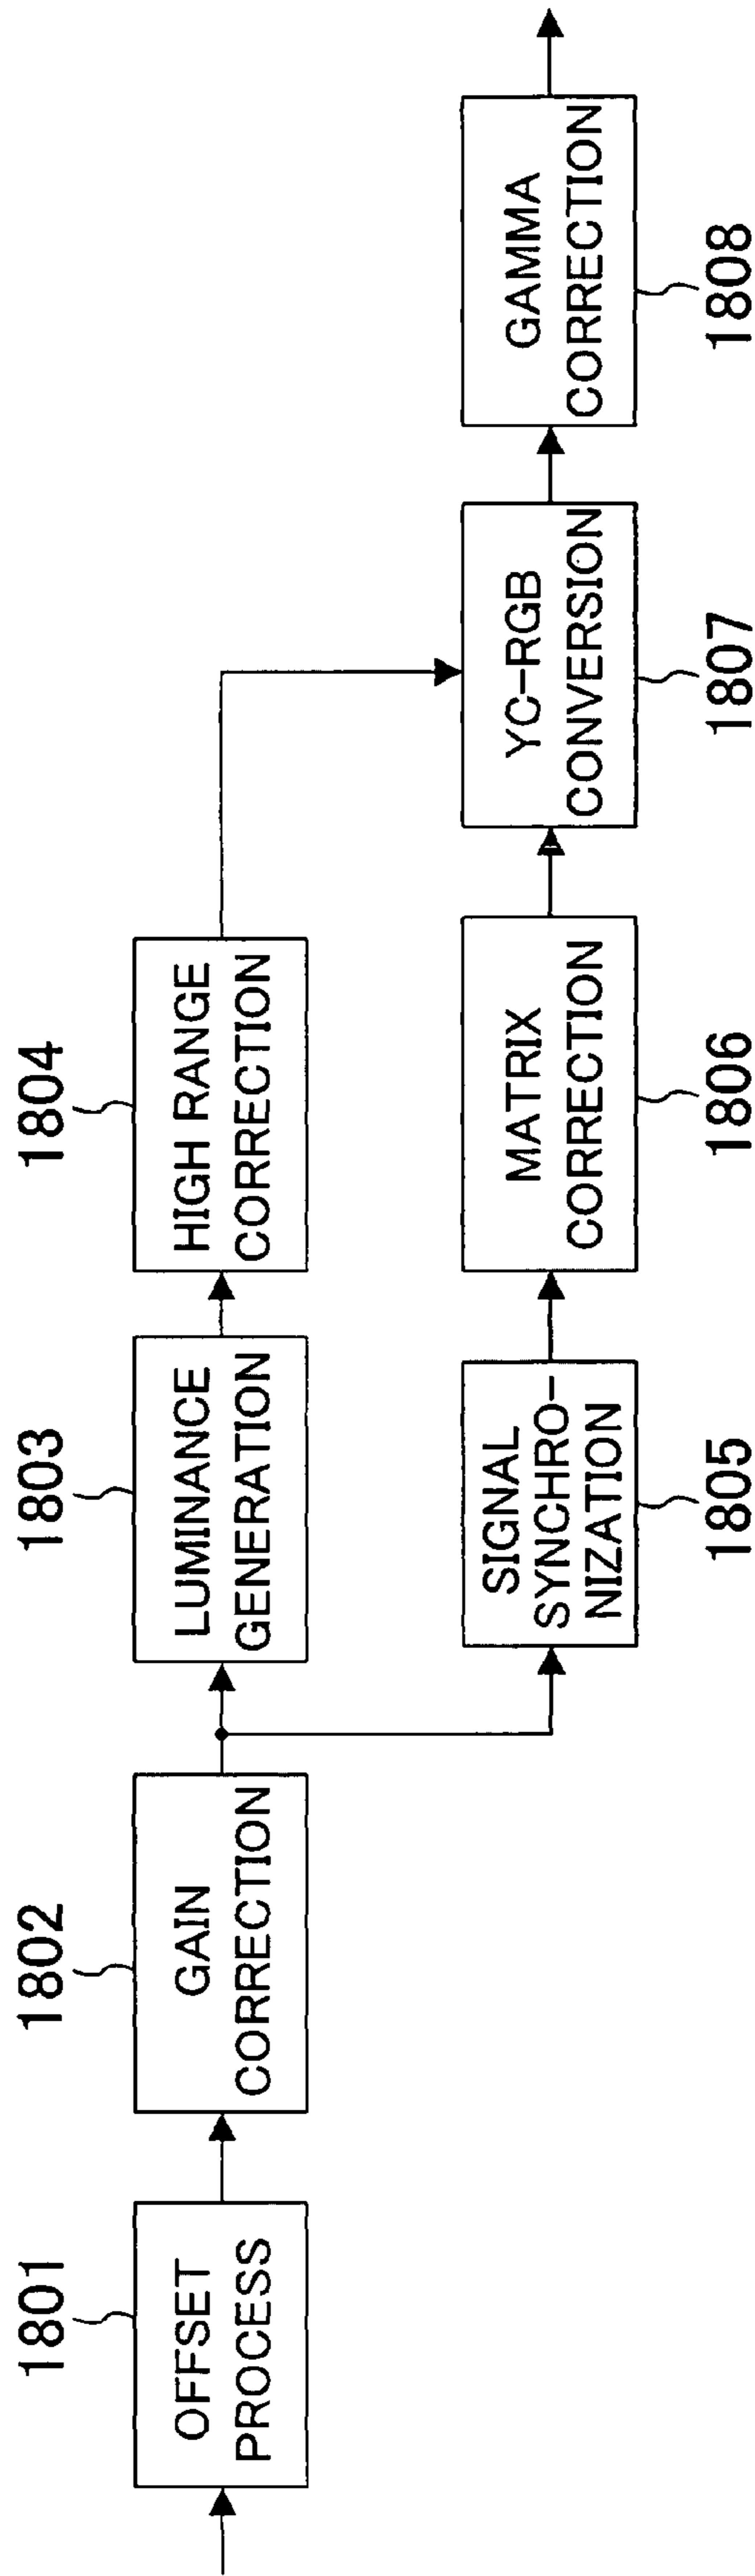 1801
OFFSET
PROCESS
1802
GAIN
CORRECTION
1803
LUMINANCE
GENERATION
1804
HIGH RANGE
CORRECTION
SIGNAL
SYNCHRO-
NIZATION
1805
MATRIX
CORRECTION
1806
YC-RGB
CONVERSION
1807
GAMMA
CORRECTION
1808